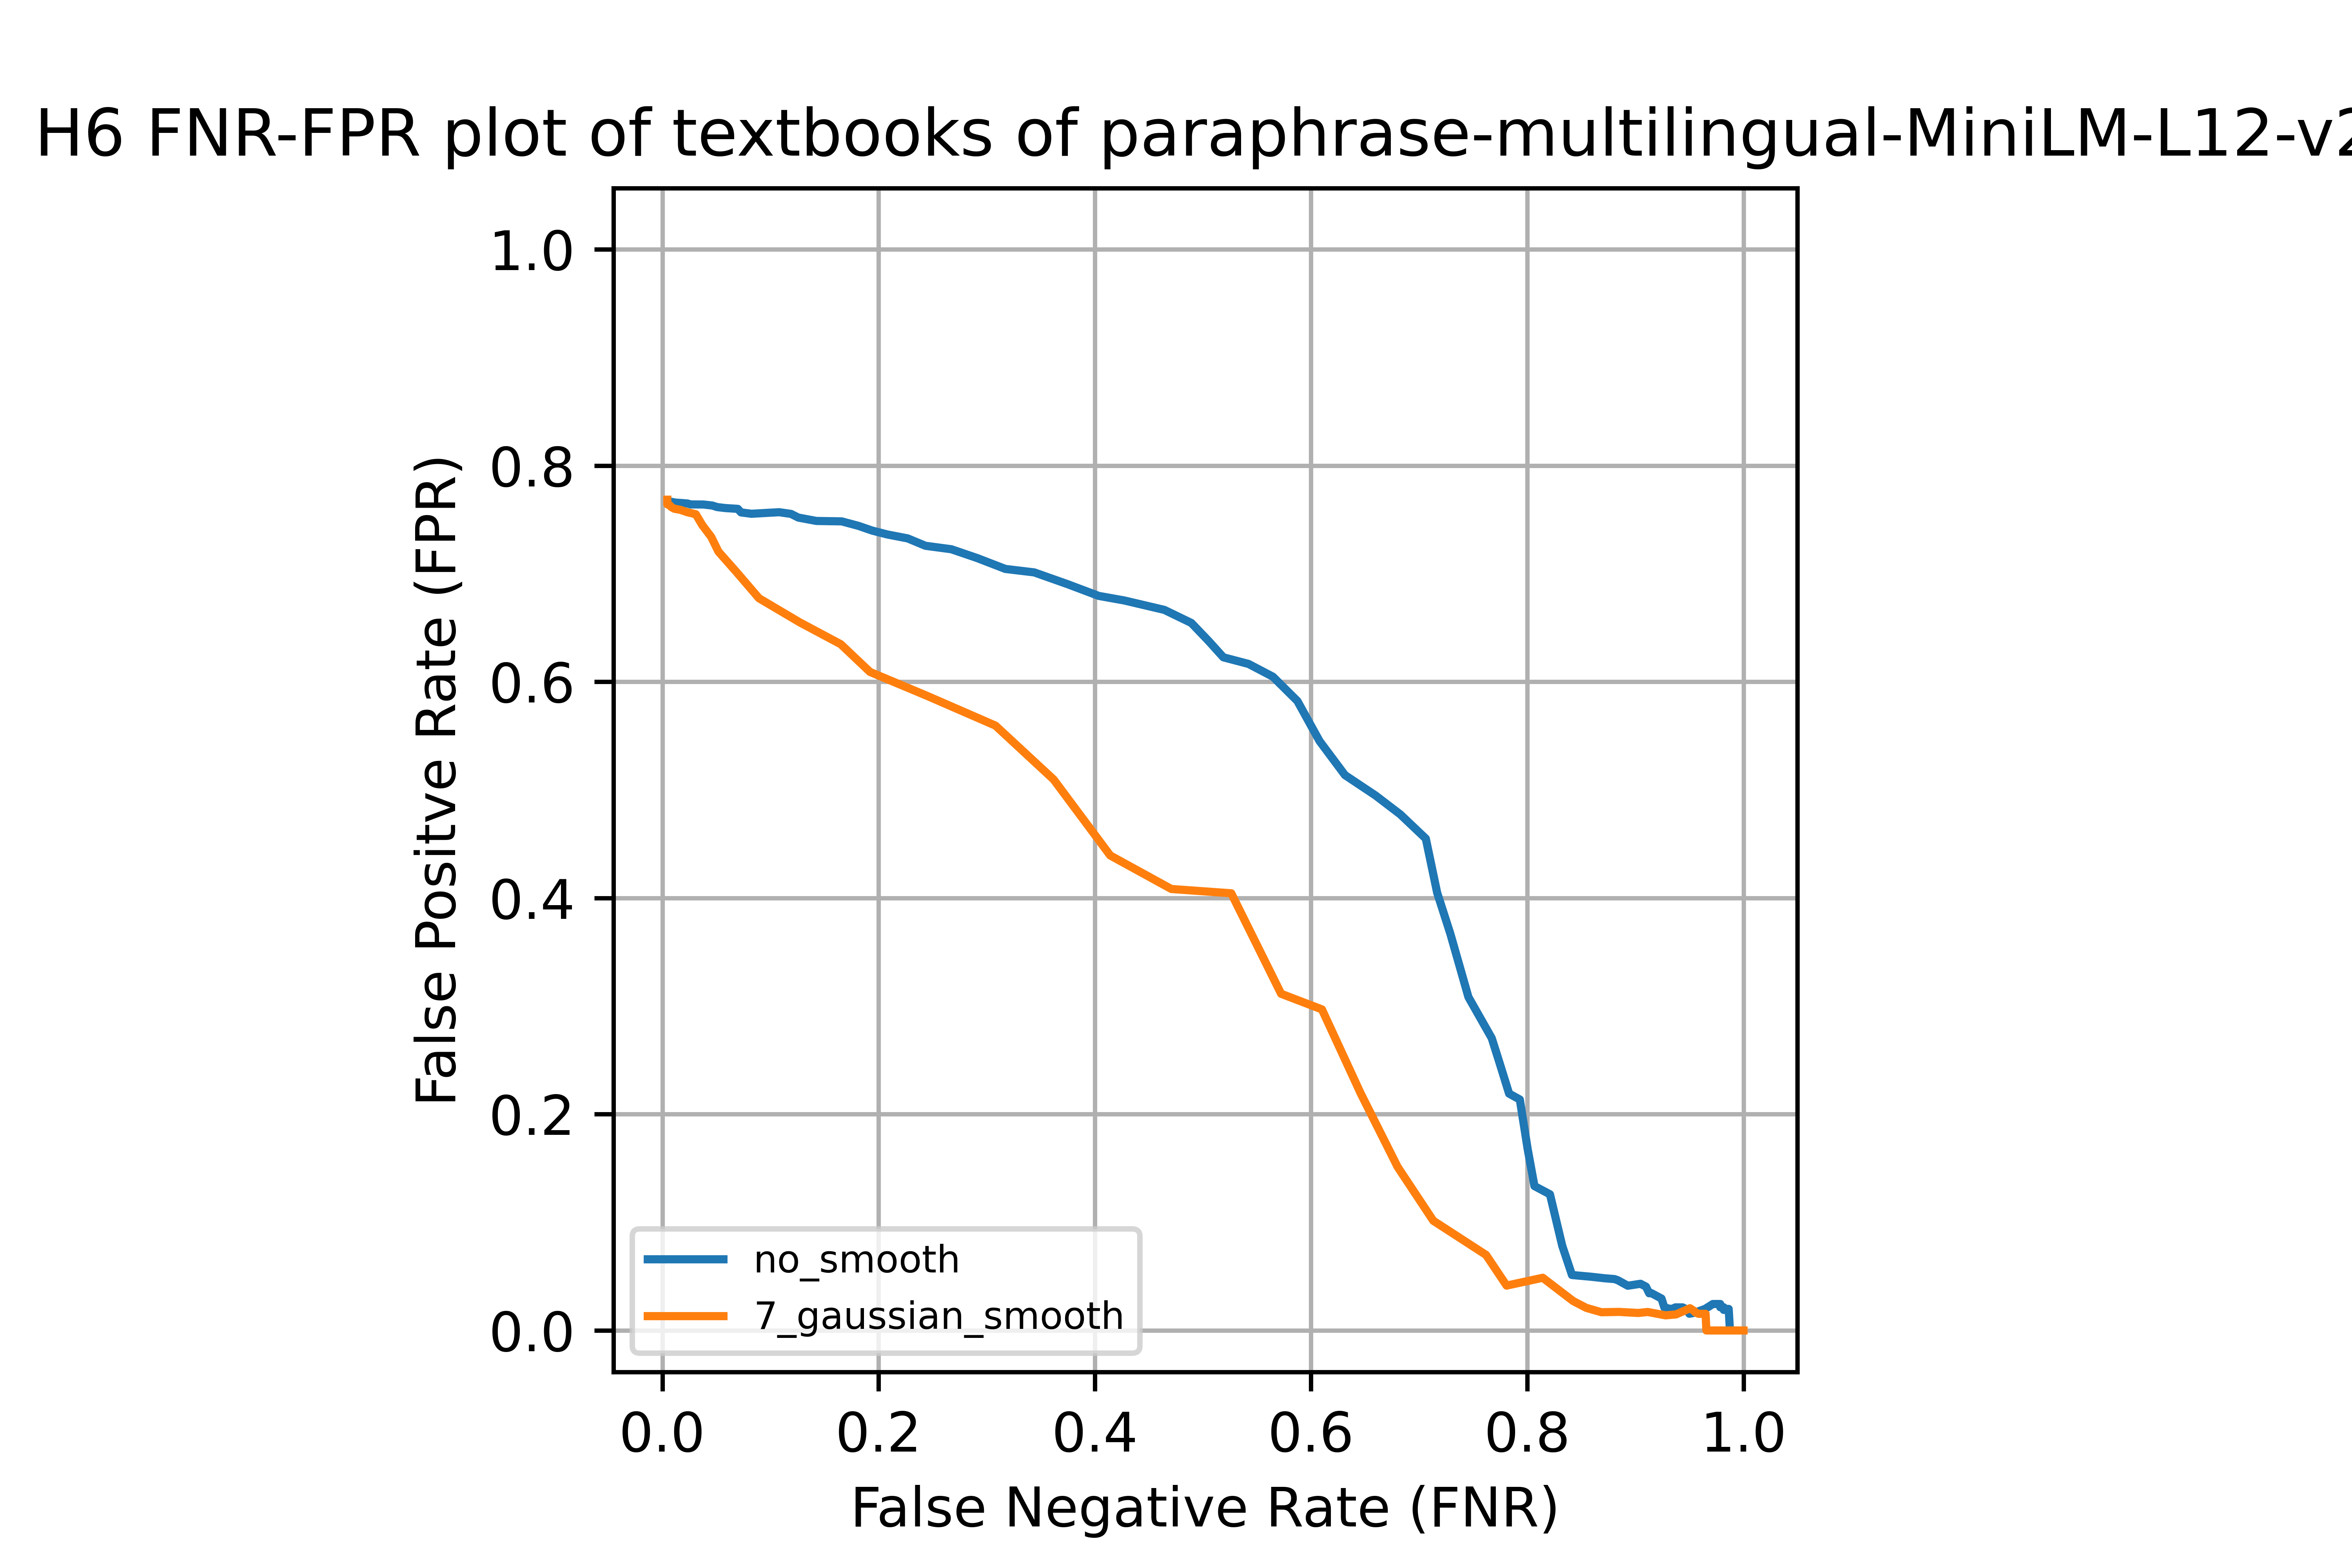 H6 FNR-FPR plot of textbooks of paraphrase-multilingual-MiniLM-L12-v2
1.0
0.8
0.6
0.4
0.2
0.0
False Positve Rate (FPR)
no_smooth
7_gaussian_smooth
0.0 0.2 0.4 0.6 0.8 1.0
False Negative Rate (FNR)